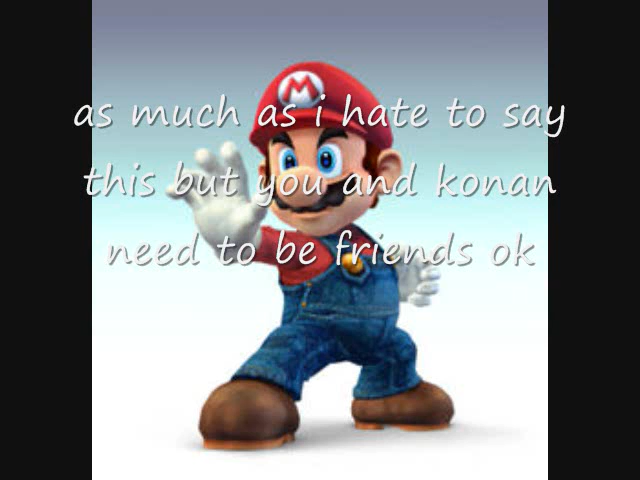 M
as much as i hate to say
this but you and konan
need to be friends ok